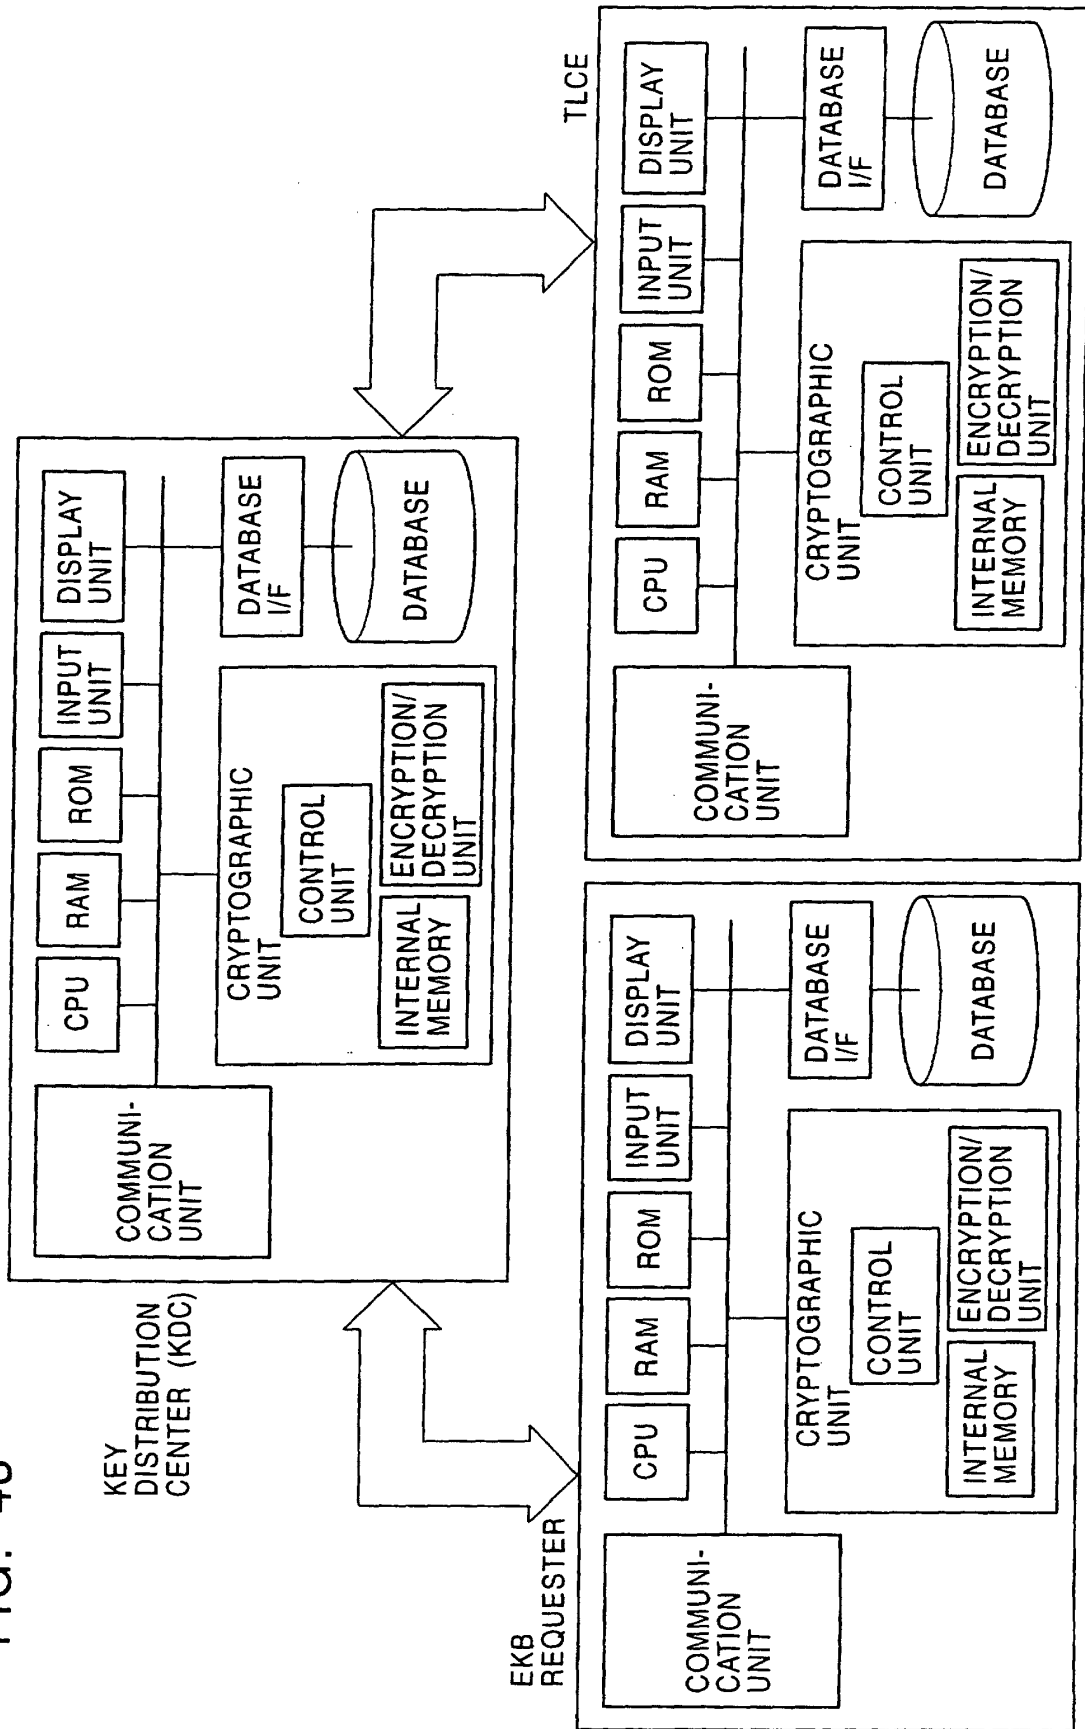 KEY
DISTRIBUTION
CENTER (KDC)
COMMUNI-
CATION
UNIT
CPU
RAM
ROM
INPUT
UNIT
DISPLAY
UNIT
CRYPTOGRAPHIC
UNIT
CONTROL
UNIT
INTERNAL
MEMORY
ENCRYPTION/
DECRYPTION
UNIT
DATABASE
I/F
DATABASE
EKB
REQUESTER
COMMUNI-
CATION
UNIT
CPU
RAM
ROM
INPUT
UNIT
DISPLAY
UNIT
CRYPTOGRAPHIC
UNIT
CONTROL
UNIT
INTERNAL
MEMORY
ENCRYPTION/
DECRYPTION
UNIT
DATABASE
I/F
DATABASE
TLCE
COMMUNI-
CATION
UNIT
CPU
RAM
ROM
INPUT
UNIT
DISPLAY
UNIT
CRYPTOGRAPHIC
UNIT
CONTROL
UNIT
INTERNAL
MEMORY
ENCRYPTION/
DECRYPTION
UNIT
DATABASE
I/F
DATABASE